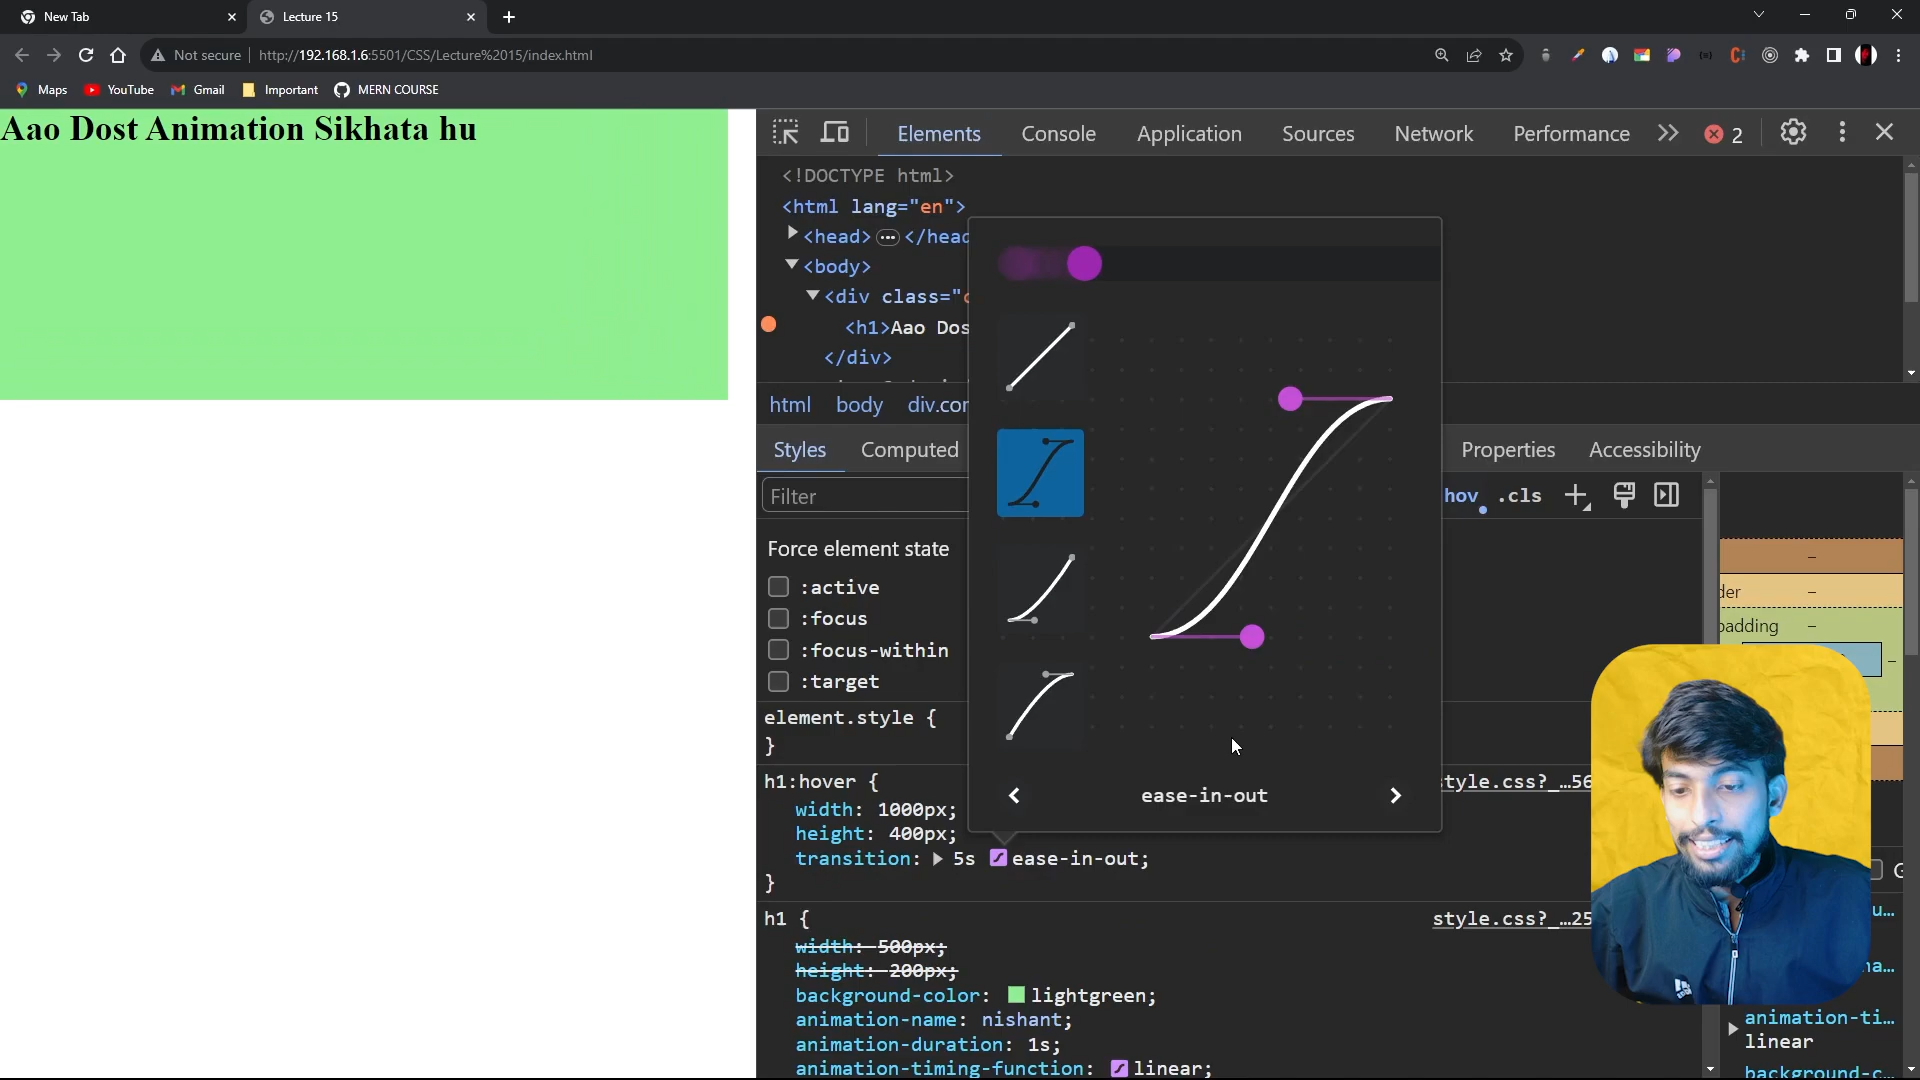 New Tab
Lecture 15
Not secure
http://192.168.1.6:5501/CSS/Lecture%2015/index.html
Maps
YouTube
Gmail
Important
MERN COURSE
Aao Dost Animation Sikhata hu
Elements
Console
Application
Sources
Network
Performance
2
<!DOCTYPE html>
<html lang="en">
<head> … </head
<body>
<div class="
<h1>Aao Dos
</div>
html
body
div.con
Styles
Computed
Properties
Accessibility
Filter
hov
.cls
Force element state
:active
:focus
:focus-within
:target
element.style {
}
h1:hover {
style.css?_…56
width: 1000px;
height: 400px;
transition: 5s ease-in-out;
}
ease-in-out
h1 {
style.css?_…25
width: 500px;
height: 200px;
background-color: lightgreen;
animation-name: nishant;
animation-duration: 1s;
animation-timing-function: linear;
–
der –
padding –
–
animation-ti…
linear
background-c…